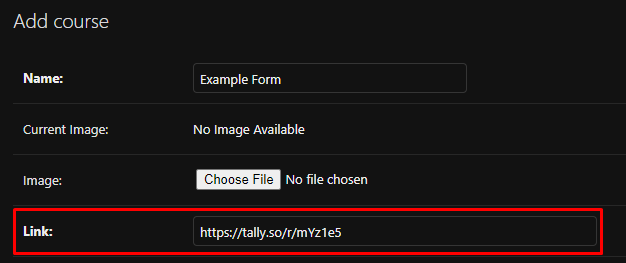 Add course
Name: Example Form
Current Image: No Image Available
Image: Choose File No file chosen
Link: https://tally.so/r/mYz1e5